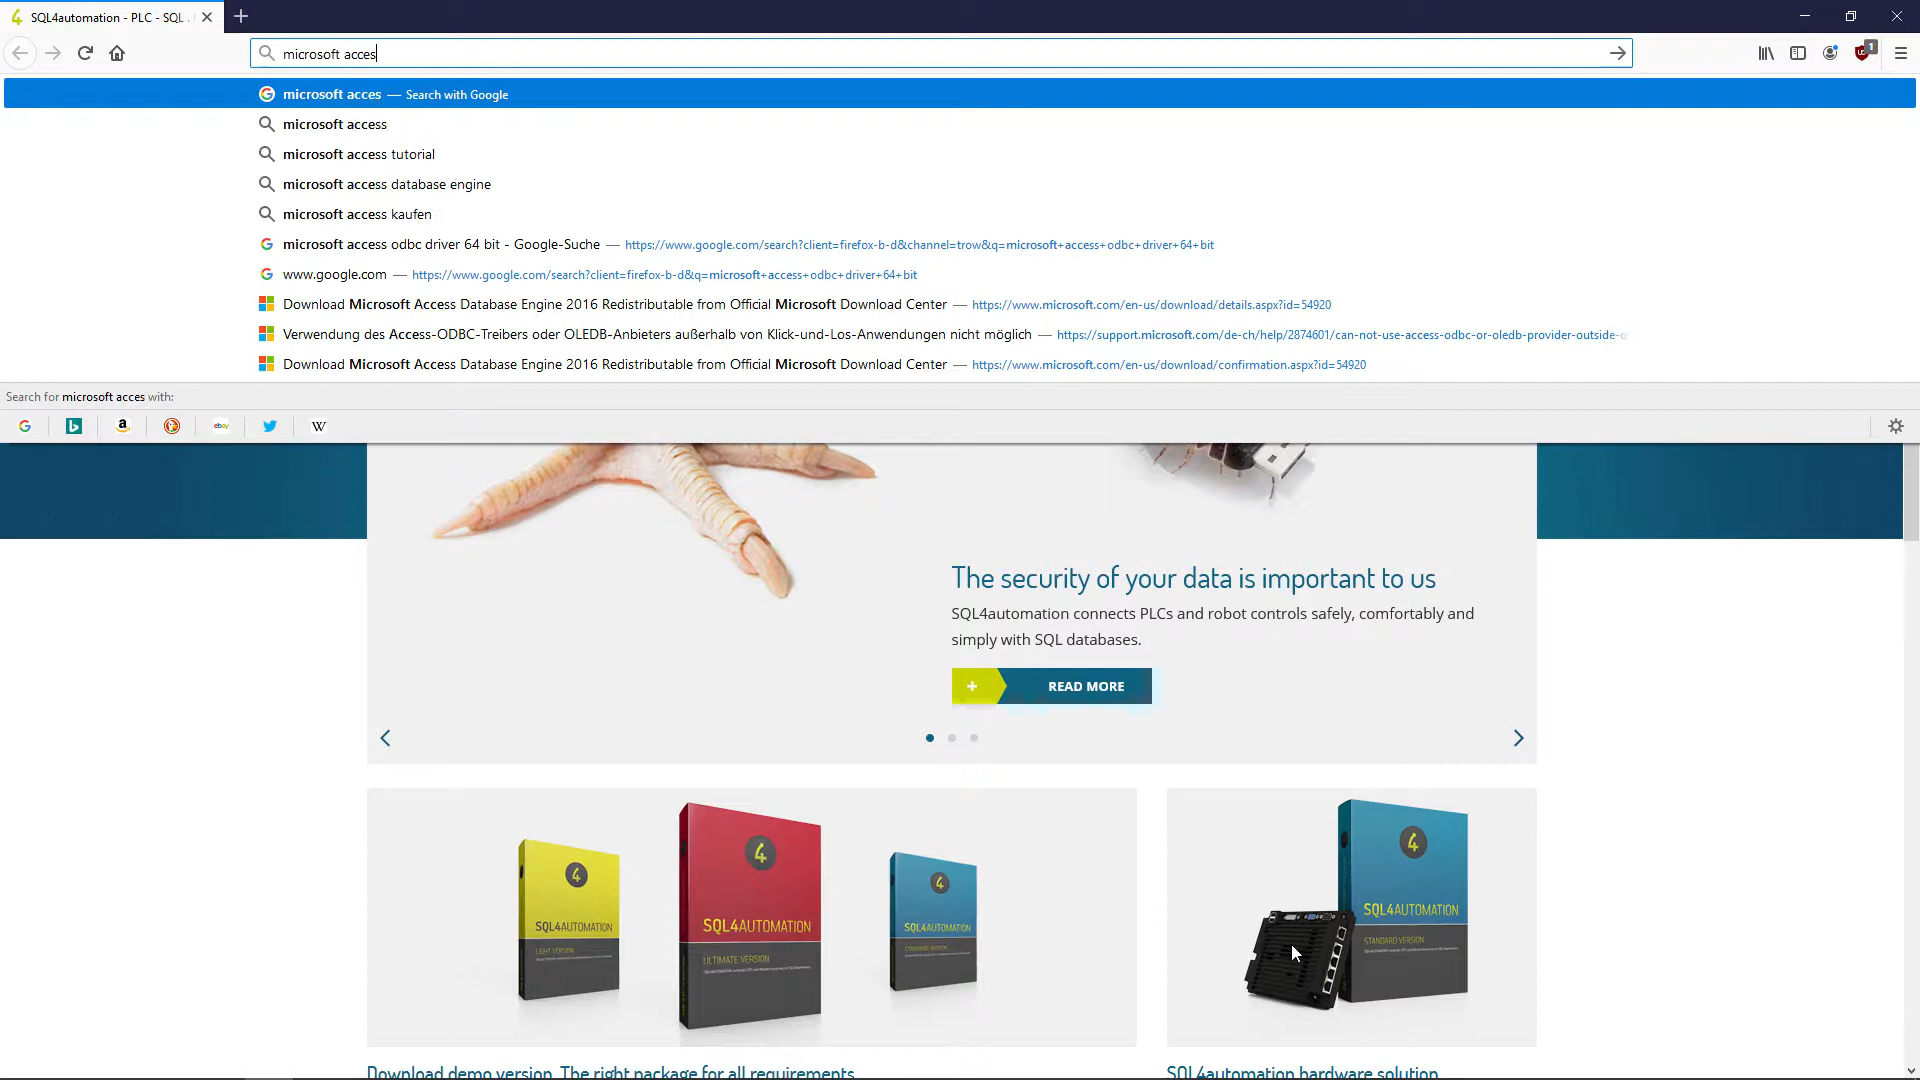 SQL4automation - PLC - SQL
microsoft acces
1
microsoft acces — Search with Google
microsoft access
microsoft access tutorial
microsoft access database engine
microsoft access kaufen
microsoft access odbc driver 64 bit - Google-Suche — https://www.google.com/search?client=firefox-b-d&channel=trow&q=microsoft+access+odbc+driver+64+bit
www.google.com — https://www.google.com/search?client=firefox-b-d&q=microsoft+access+odbc+driver+64+bit
Download Microsoft Access Database Engine 2016 Redistributable from Official Microsoft Download Center — https://www.microsoft.com/en-us/download/details.aspx?id=54920
Verwendung des Access-ODBC-Treibers oder OLEDB-Anbieters außerhalb von Klick-und-Los-Anwendungen nicht möglich — https://support.microsoft.com/de-ch/help/2874601/can-not-use-access-odbc-or-oledb-provider-outside-
Download Microsoft Access Database Engine 2016 Redistributable from Official Microsoft Download Center — https://www.microsoft.com/en-us/download/confirmation.aspx?id=54920
Search for microsoft acces with:
ebay
The security of your data is important to us
SQL4automation connects PLCs and robot controls safely, comfortably and
simply with SQL databases.
+ READ MORE
4
SQL4AUTOMATION
LIGHT VERSION
4
SQL4AUTOMATION
ULTIMATE VERSION
4
SQL4AUTOMATION
STANDARD VERSION
4
SQL4AUTOMATION
STANDARD VERSION
Download demo version. The right package for all requirements
SQL4automation hardware solution